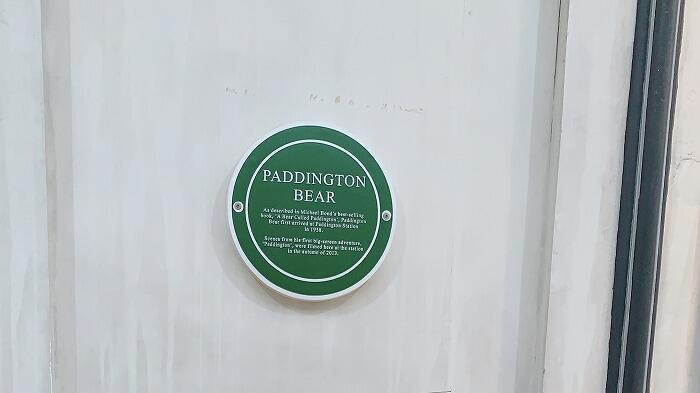 PADDINGTON
BEAR
As described in Michael Bond's best-selling
book, "A Bear Called Paddington", Paddington
Bear first arrived at Paddington Station
in 1958.
Scenes from his first big-screen adventure,
"Paddington", were filmed here at the station
in the autumn of 2013.